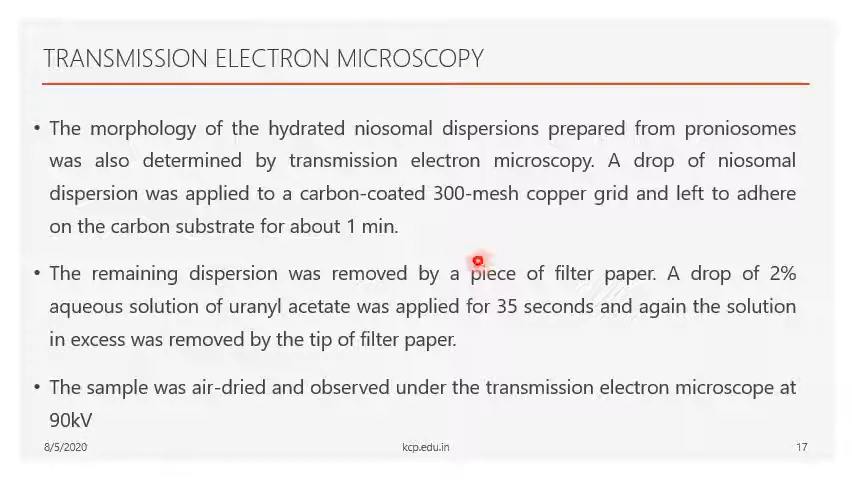 TRANSMISSION ELECTRON MICROSCOPY
• The morphology of the hydrated niosomal dispersions prepared from proniosomes
was also determined by transmission electron microscopy. A drop of niosomal
dispersion was applied to a carbon-coated 300-mesh copper grid and left to adhere
on the carbon substrate for about 1 min.
• The remaining dispersion was removed by a piece of filter paper. A drop of 2%
aqueous solution of uranyl acetate was applied for 35 seconds and again the solution
in excess was removed by the tip of filter paper.
• The sample was air-dried and observed under the transmission electron microscope at
90kV
8/5/2020 kcp.edu.in 17